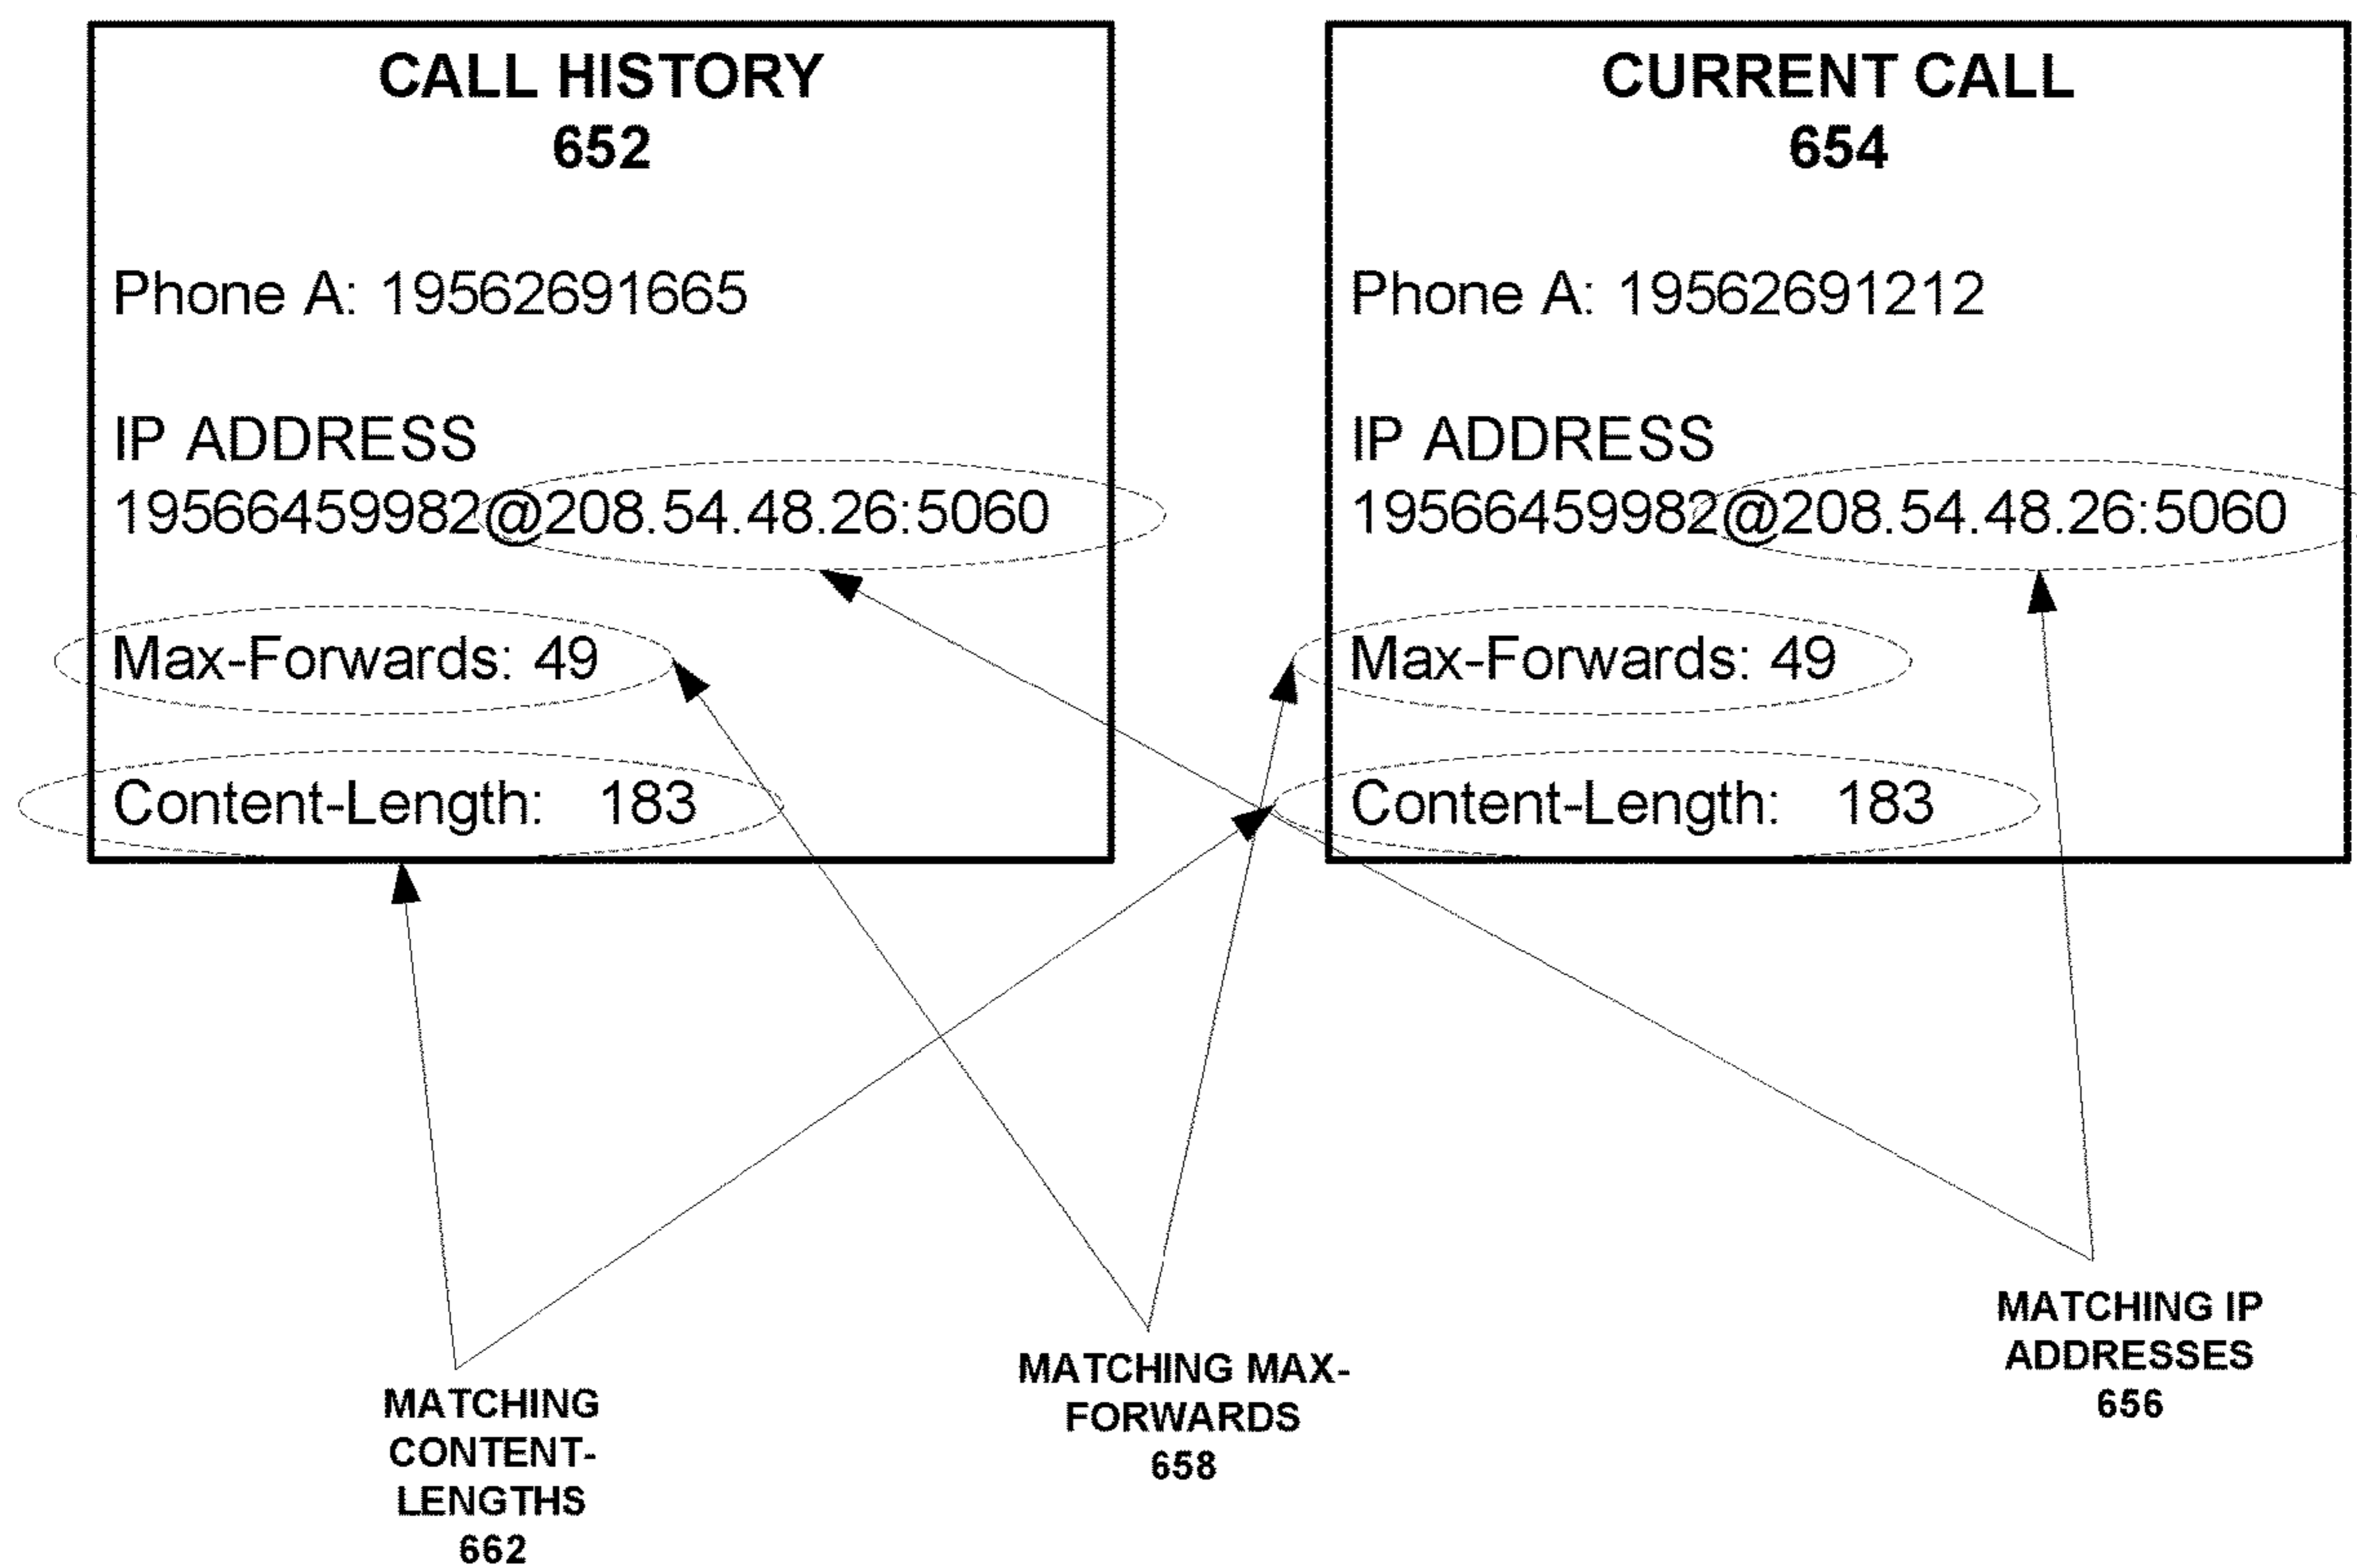 CALL HISTORY
652
Phone A: 19562691665
IP ADDRESS
19566459982@208.54.48.26:5060
Max-Forwards: 49
Content-Length: 183
CURRENT CALL
654
Phone A: 19562691212
IP ADDRESS
19566459982@208.54.48.26:5060
Max-Forwards: 49
Content-Length: 183
MATCHING
CONTENT-
LENGTHS
662
MATCHING MAX-
FORWARDS
658
MATCHING IP
ADDRESSES
656